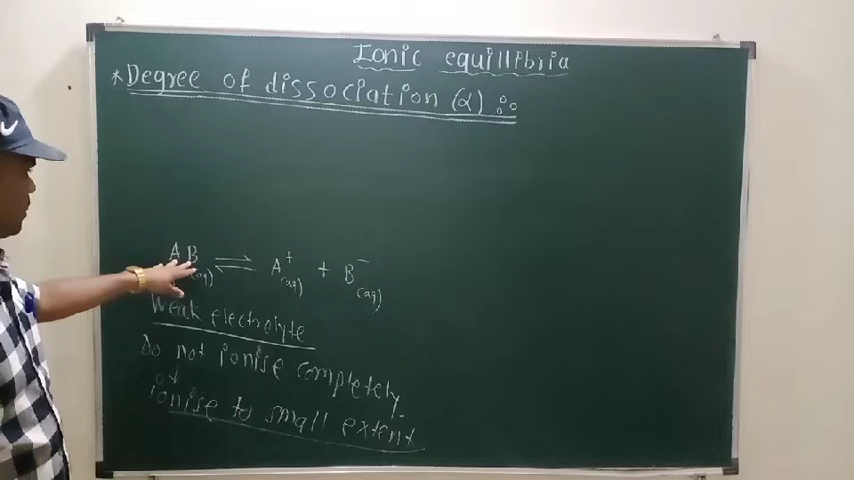 Ionic equilibria
*Degree of dissociation (α) :
AB(aq) ⇌ A⁺(aq) + B⁻(aq)
Weak electrolyte
Do not ionise completely
↓
ionise to small extent